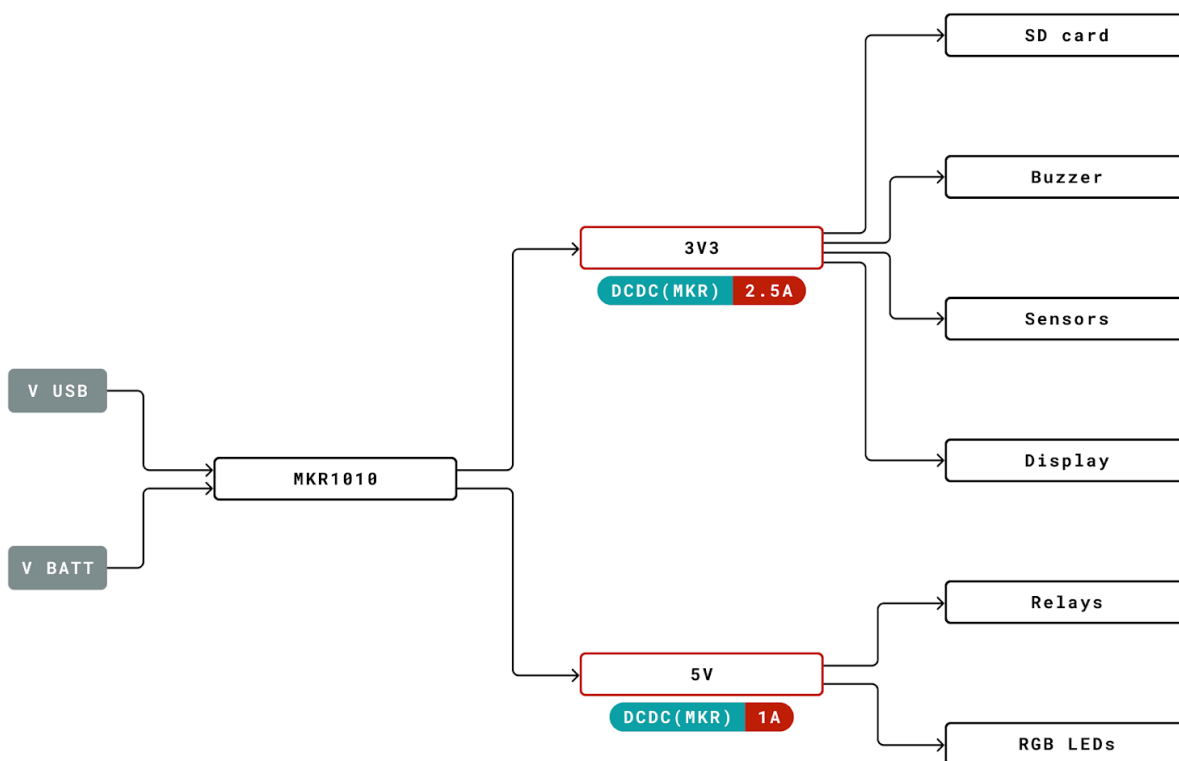 SD card
Buzzer
3V3
DCDC(MKR) 2.5A
Sensors
V USB
Display
MKR1010
V BATT
Relays
5V
DCDC(MKR) 1A
RGB LEDs